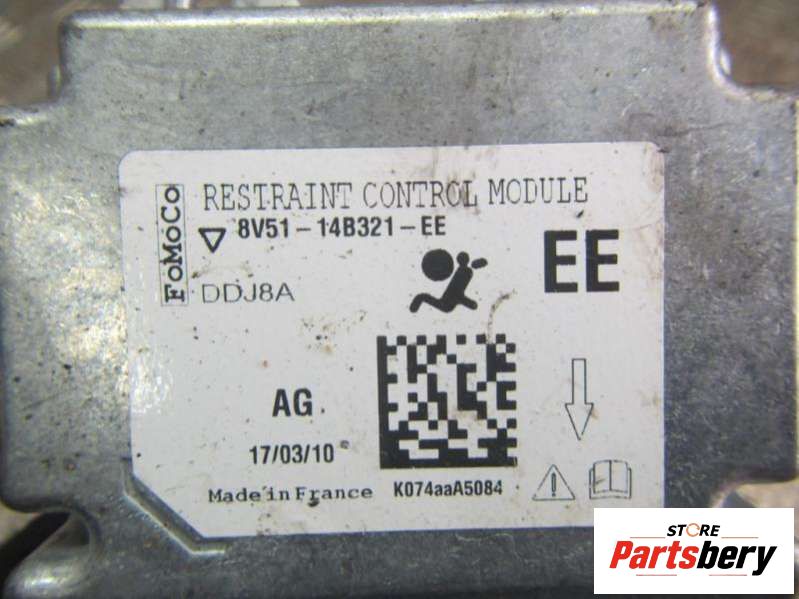 RESTRAINT CONTROL MODULE
FoMoCo
8V51-14B321-EE
EE
DDJ8A
AG
17/03/10
Made in France
K074aaA5084
STORE
Partsbery